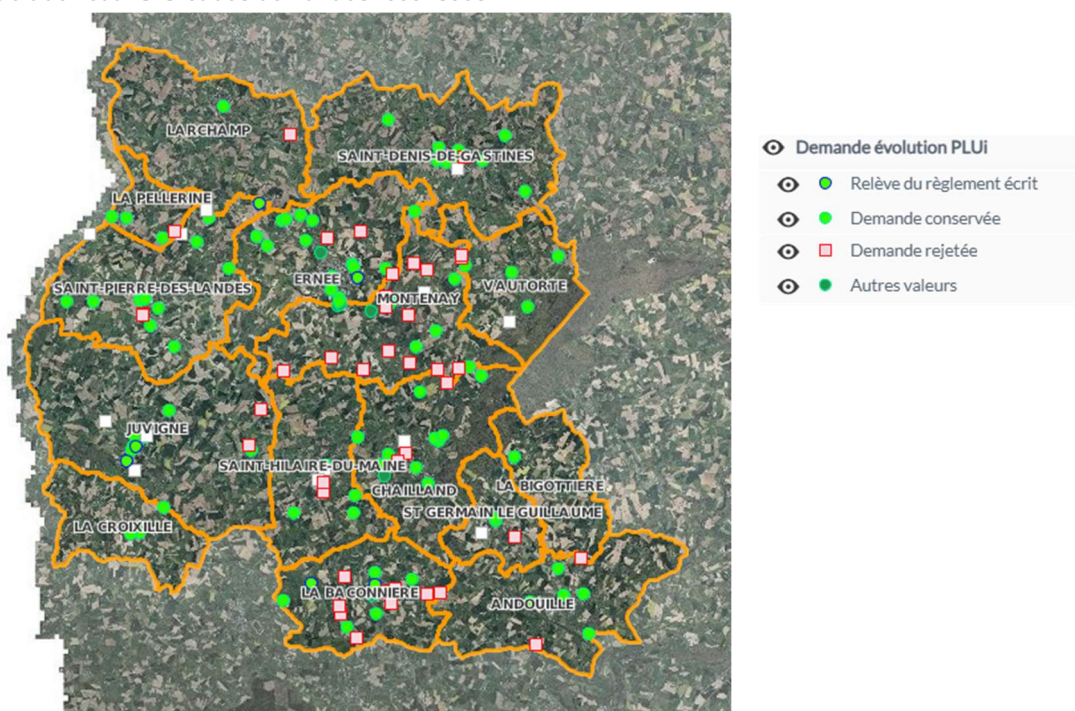 LARCHAMP
SAINT-DENIS-DE-GASTINES
LA PELLERINE
ERNEE
SAINT-PIERRE-DES-LANDES
MONTENAY
VAUTORTE
JUVIGNE
SAINT-HILAIRE-DU-MAINE
CHAILLAND
LA BIGOTTIERE
ST GERMAIN LE GUILLAUME
LA CROIXILLE
LA BACONNIERE
ANDOUILLE
Demande évolution PLUi
Relève du règlement écrit
Demande conservée
Demande rejetée
Autres valeurs